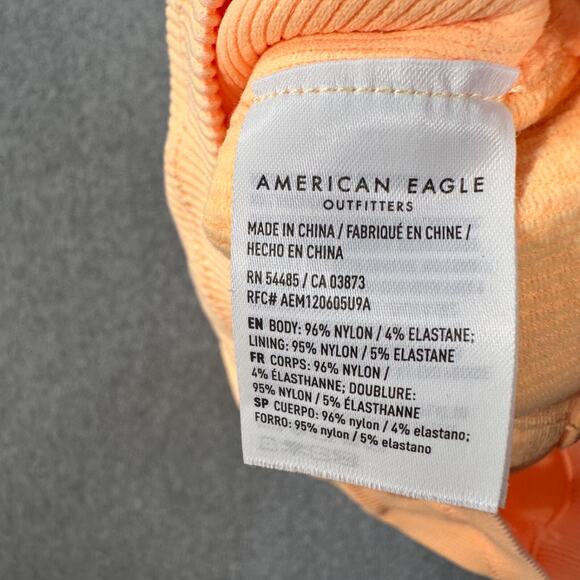 AMERICAN EAGLE
OUTFITTERS
MADE IN CHINA / FABRIQUÉ EN CHINE /
HECHO EN CHINA
RN 54485 / CA 03873
RFC# AEM120605U9A
EN BODY: 96% NYLON / 4% ELASTANE;
LINING: 95% NYLON / 5% ELASTANE
FR CORPS: 96% NYLON /
4% ÉLASTHANNE; DOUBLURE:
95% NYLON / 5% ÉLASTHANNE
SP CUERPO: 96% nylon / 4% elastano;
FORRO: 95% nylon / 5% elastano